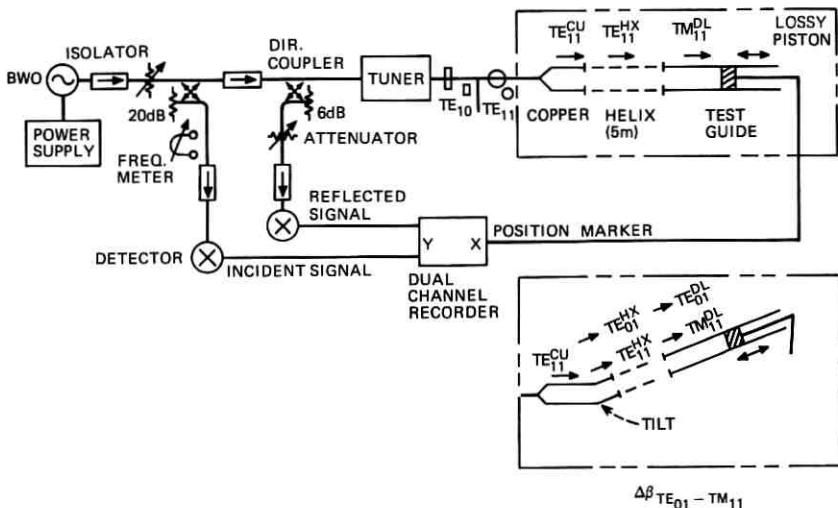 ISOLATOR
BWO
POWER
SUPPLY
20dB
FREQ.
METER
DIR.
COUPLER
6dB
ATTENUATOR
TUNER
TE10
TE11
TE11CU
TE11HX
TM11DL
LOSSY
PISTON
COPPER
HELIX
(5m)
TEST
GUIDE
REFLECTED
SIGNAL
DETECTOR
INCIDENT SIGNAL
Y X
POSITION MARKER
DUAL
CHANNEL
RECORDER
TE01HX
TE01DL
TE11CU
TE11HX
TM11DL
TILT
ΔβTE01 – TM11